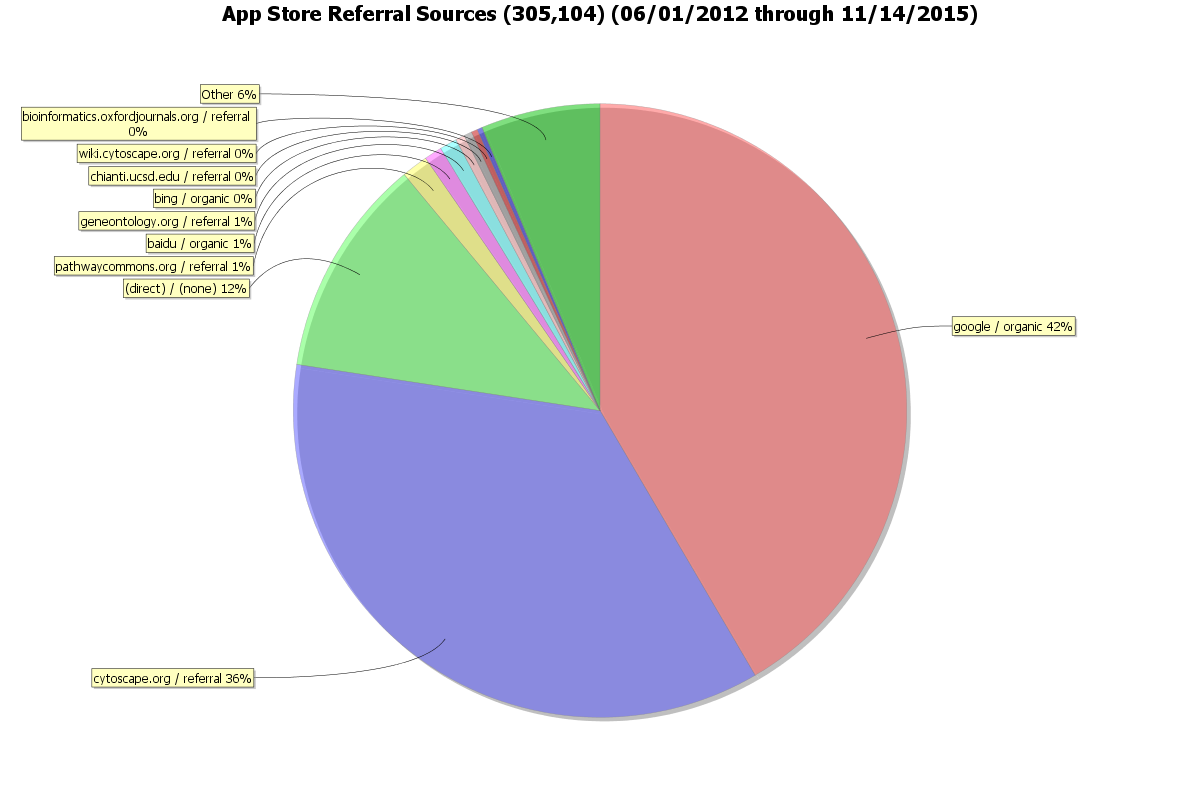 App Store Referral Sources (305,104) (06/01/2012 through 11/14/2015)
Other 6%
bioinformatics.oxfordjournals.org / referral
0%
wiki.cytoscape.org / referral 0%
chianti.ucsd.edu / referral 0%
bing / organic 0%
geneontology.org / referral 1%
baidu / organic 1%
pathwaycommons.org / referral 1%
(direct) / (none) 12%
google / organic 42%
cytoscape.org / referral 36%